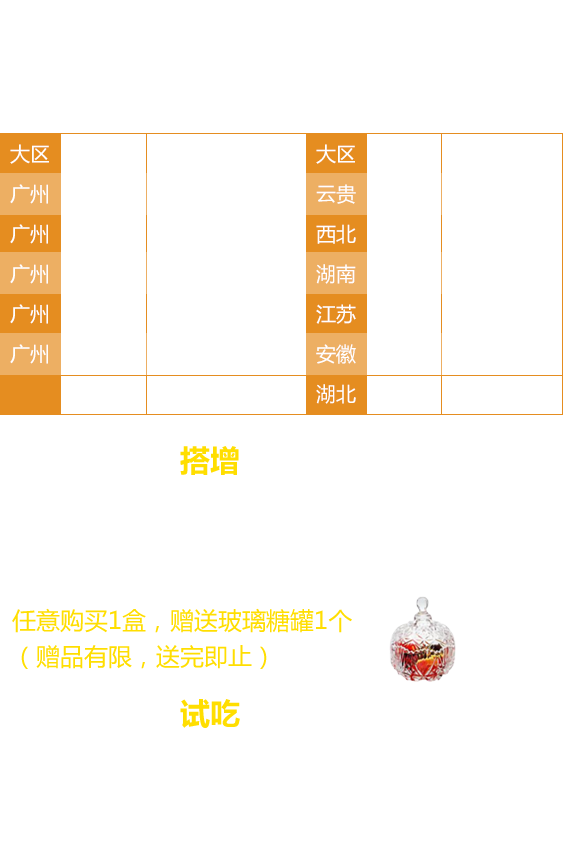 大区 大区
广州 云贵
广州 西北
广州 湖南
广州 江苏
广州 安徽
湖北
搭增
任意购买1盒，赠送玻璃糖罐1个
（赠品有限，送完即止）
试吃